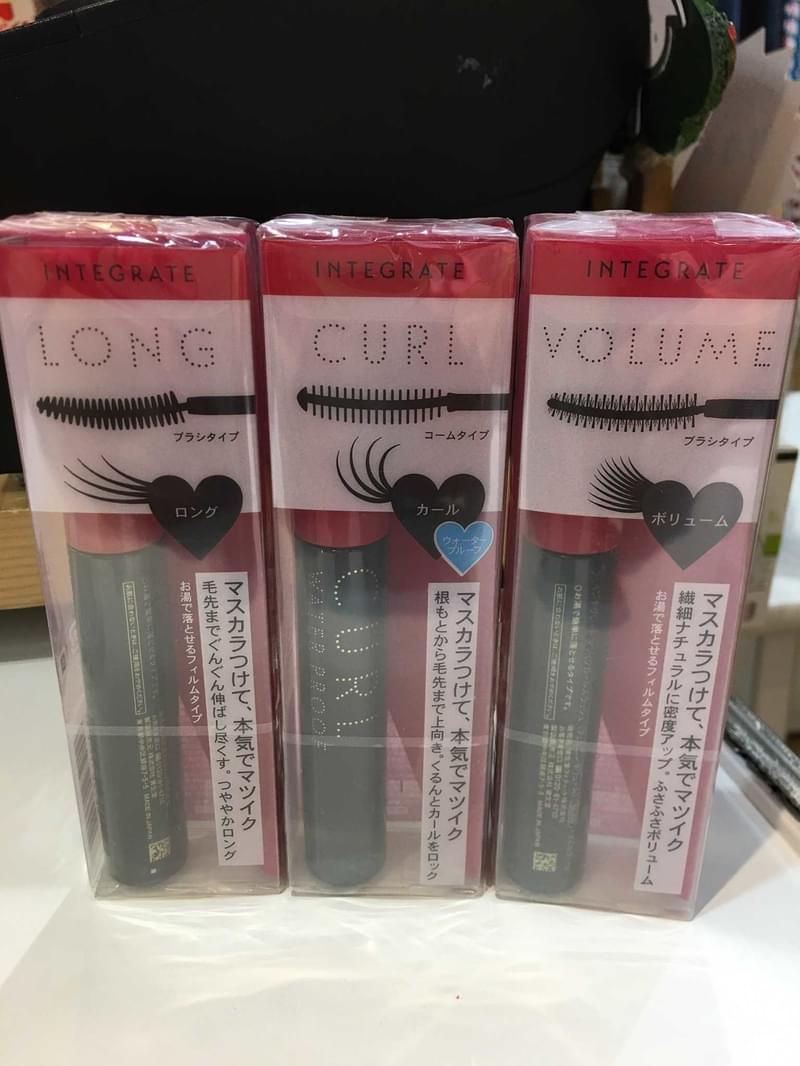 INTEGRATE
LONG
ブラシタイプ
ロング
マスカラつけて、本気でマツイク
毛先までぐんぐん伸ばし尽くす。つややかロング
お湯で落とせるフィルムタイプ
MADE IN JAPAN
INTEGRATE
CURL
コームタイプ
カール
ウォーター
プルーフ
マスカラつけて、本気でマツイク
根もとから毛先まで上向き。くるんとカールをロック
CURL
WATER PROOF
INTEGRATE
VOLUME
ブラシタイプ
ボリューム
マスカラつけて、本気でマツイク
繊細ナチュラルに密度アップ。ふさふさボリューム
お湯で落とせるフィルムタイプ
MADE IN JAPAN